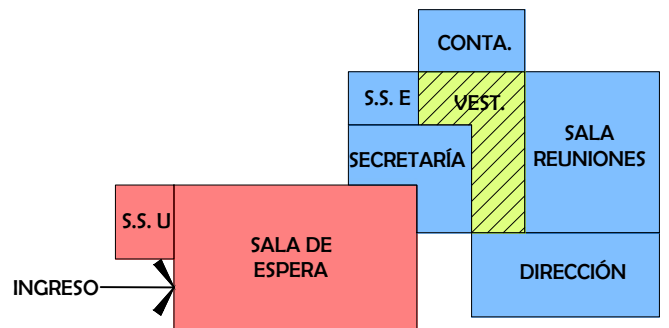 CONTA.
S.S. E
VEST.
SALA
REUNIONES
SECRETARÍA
S.S. U
SALA DE
ESPERA
DIRECCIÓN
INGRESO